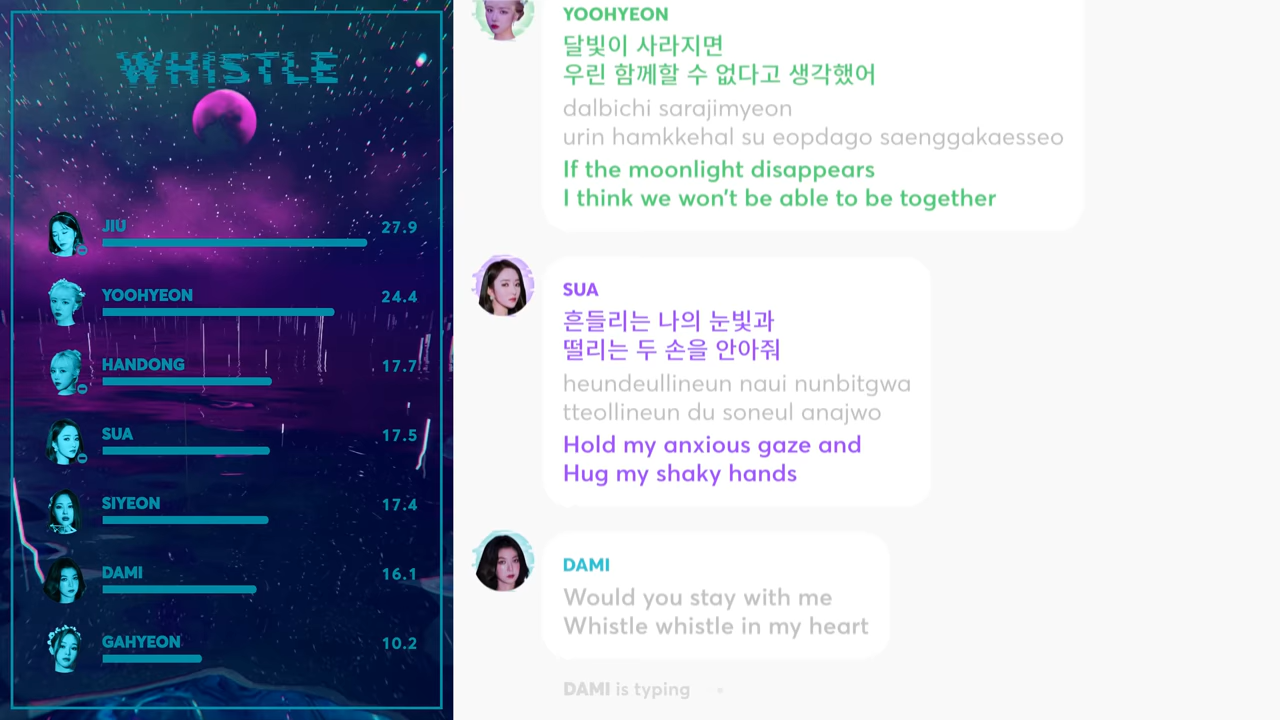 WHISTLE
JIU
27.9
YOOHYEON
24.4
HANDONG
17.7
SUA
17.5
SIYEON
17.4
DAMI
16.1
GAHYEON
10.2
YOOHYEON
달빛이 사라지면
우린 함께할 수 없다고 생각했어
dalbichi sarajimyeon
urin hamkkehal su eopdago saenggakaesseo
If the moonlight disappears
I think we won't be able to be together
SUA
흔들리는 나의 눈빛과
떨리는 두 손을 안아줘
heundeullineun naui nunbitgwa
tteollineun du soneul anajwo
Hold my anxious gaze and
Hug my shaky hands
DAMI
Would you stay with me
Whistle whistle in my heart
DAMI is typing